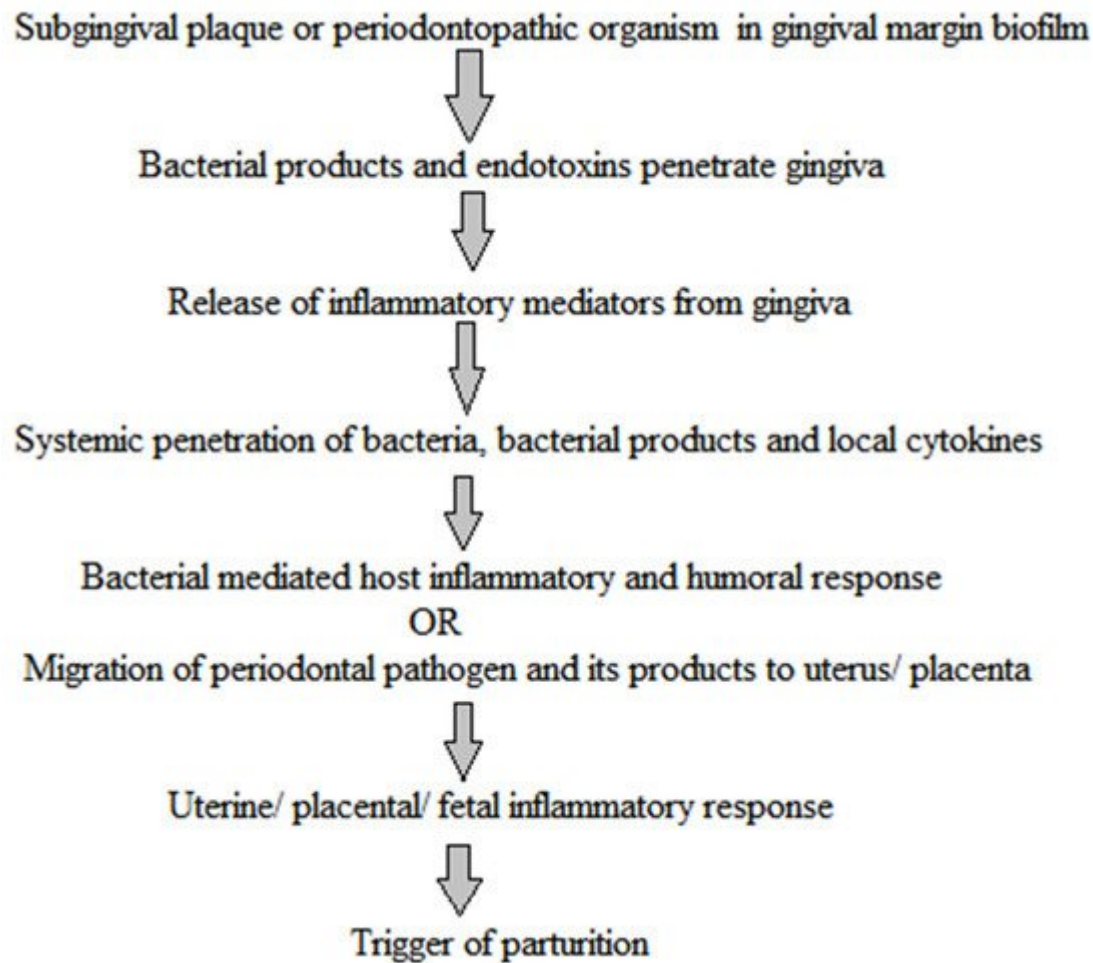 Subgingival plaque or periodontopathic organism in gingival margin biofilm
Bacterial products and endotoxins penetrate gingiva
Release of inflammatory mediators from gingiva
Systemic penetration of bacteria, bacterial products and local cytokines
Bacterial mediated host inflammatory and humoral response
OR
Migration of periodontal pathogen and its products to uterus/ placenta
Uterine/ placental/ fetal inflammatory response
Trigger of parturition